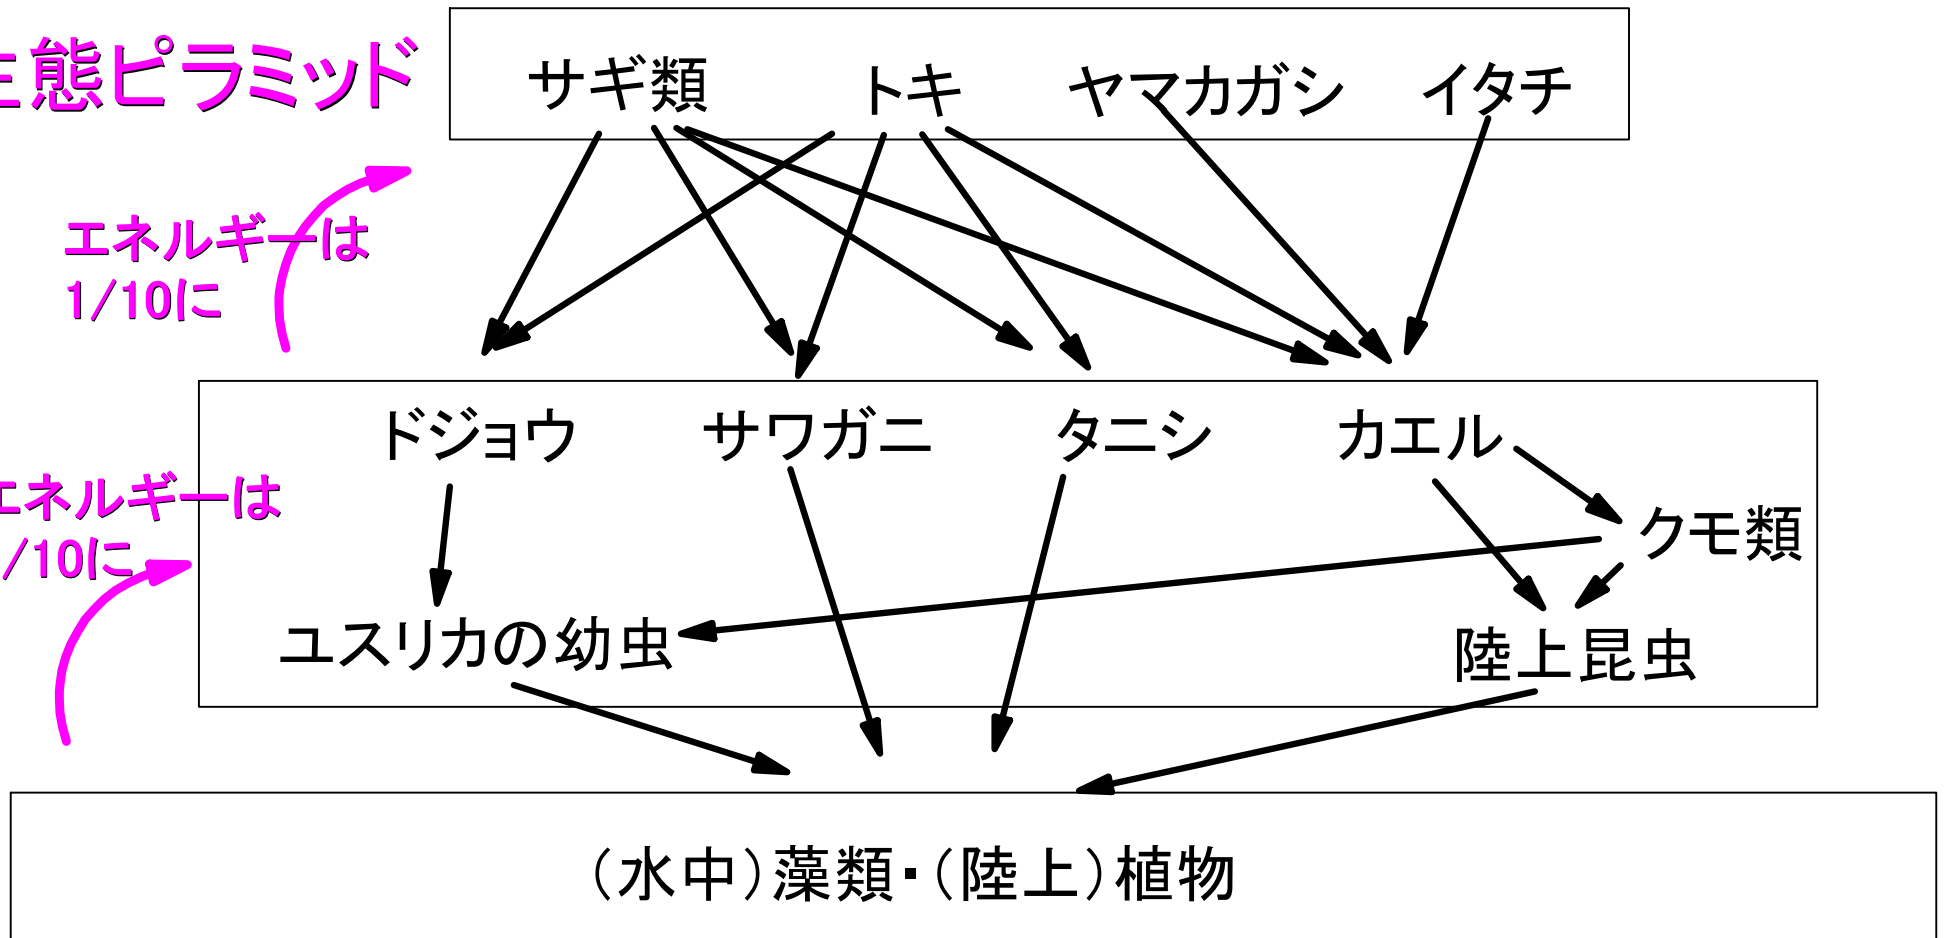 生態ピラミッド
サギ類 トキ ヤマカガシ イタチ
エネルギーは
1/10に
ドジョウ サワガニ タニシ カエル
エネルギーは
/10に
クモ類
ユスリカの幼虫 陸上昆虫
（水中）藻類・（陸上）植物